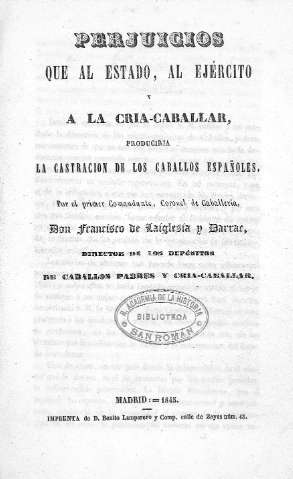 PERJUICIOS
QUE AL ESTADO, AL EJÉRCITO
Y
A LA CRIA-CABALLAR,
PRODUCIRIA
LA CASTRACION DE LOS CABALLOS ESPAÑOLES.
Por el primer Comandante, Coronel de Caballería,
Don Francisco de Laiglesia y Darrac,
DIRECTOR DE LOS DEPÓSITOS
DE CABALLOS PADRES Y CRIA-CABALLAR.
R. ACADEMIA DE LA HISTORIA
BIBLIOTECA
SAN ROMAN
MADRID: = 1845.
IMPRENTA de D. Benito Lamparero y Comp. calle de Zeyas núm. 43.